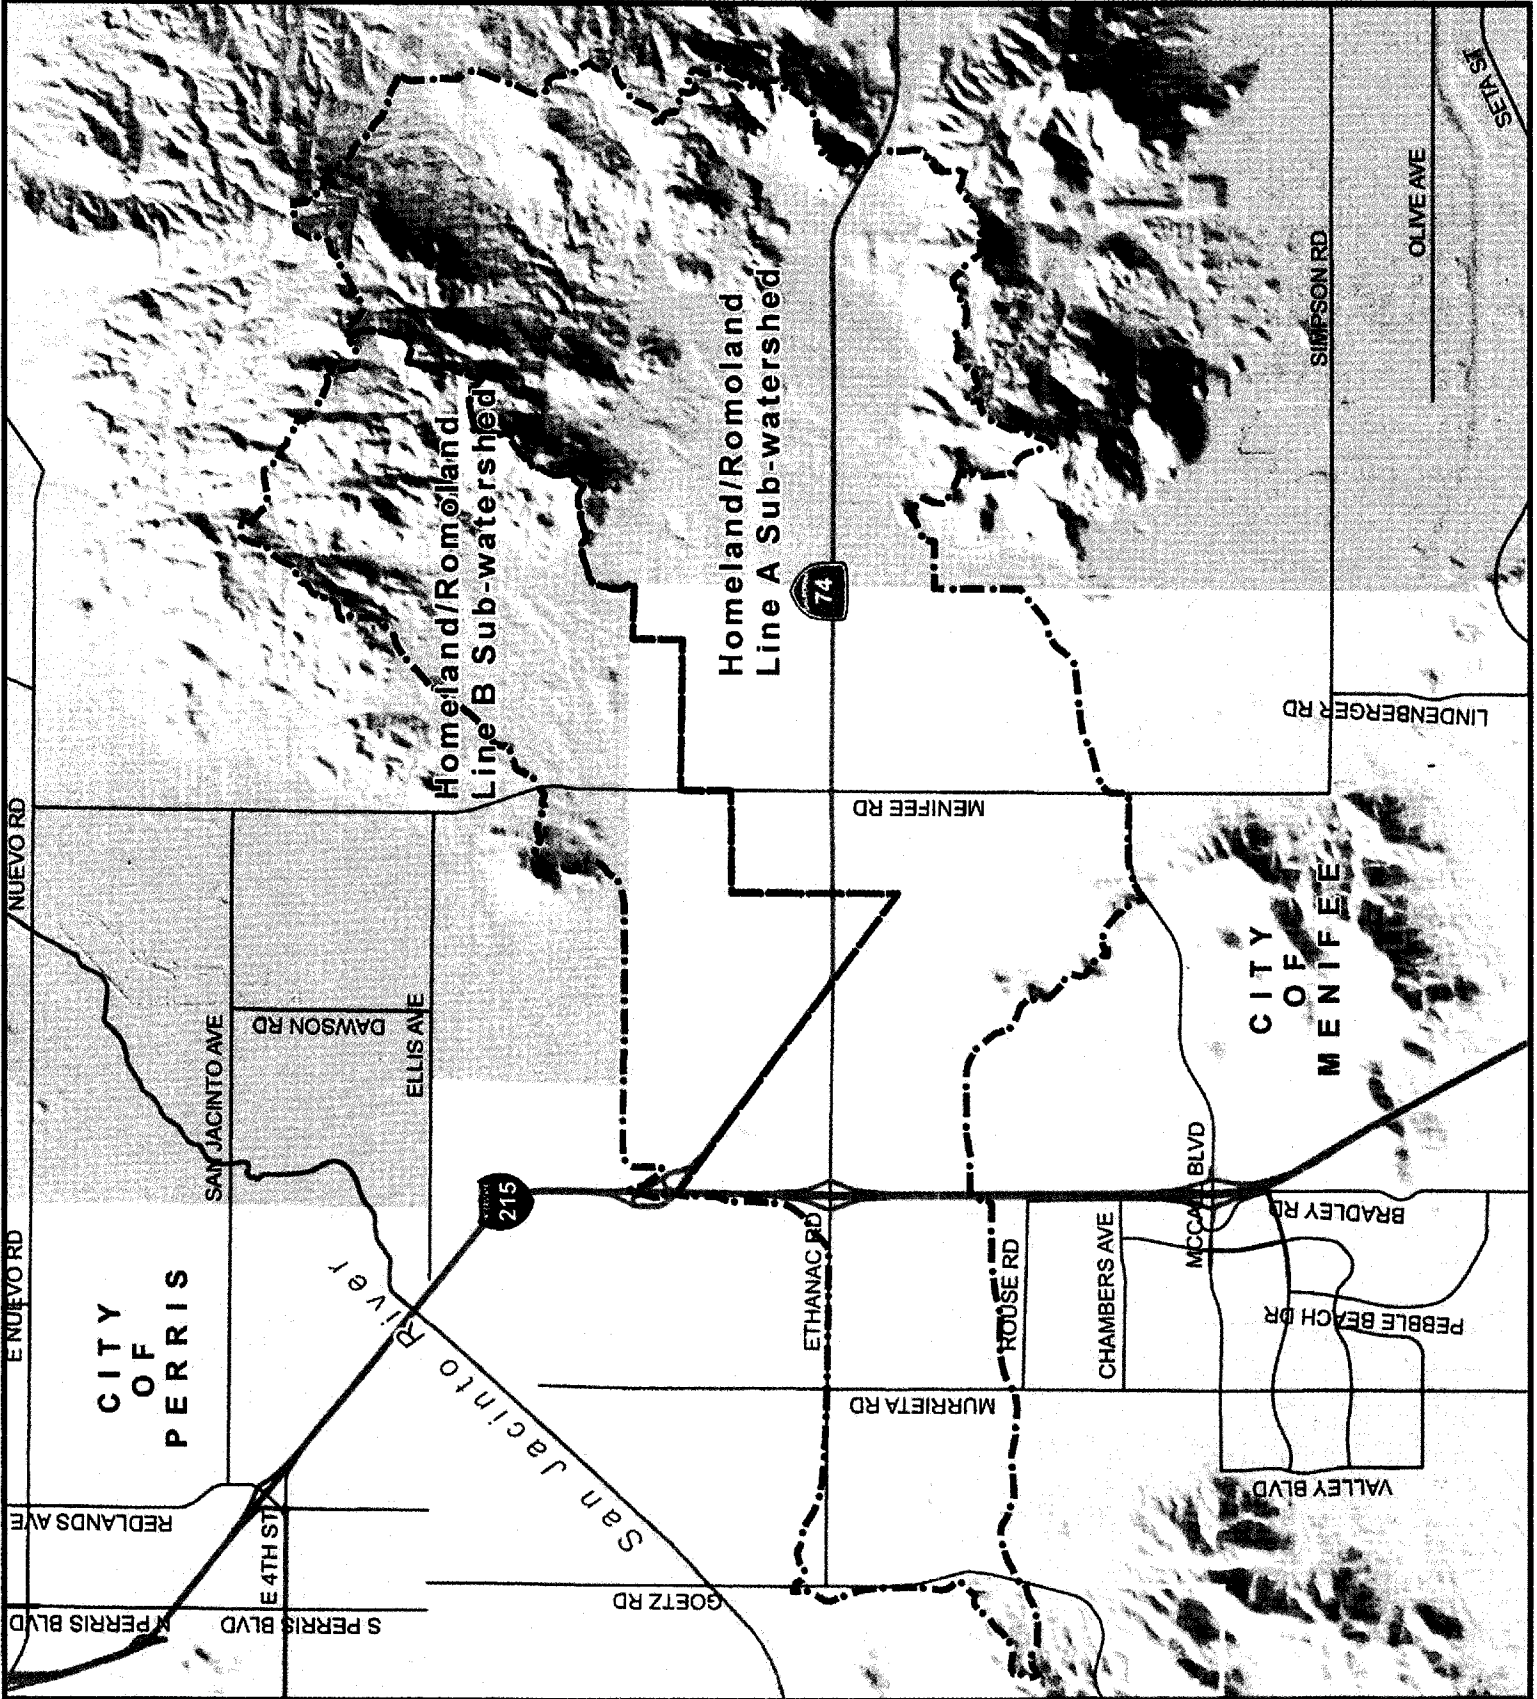 E NUEVO RD
NUEVO RD
CITY
OF
PERRIS
SAN JACINTO AVE
DAWSON RD
ELLIS AVE
REDLANDS AVE
E 4TH ST
N PERRIS BLVD
S PERRIS BLVD
215
San Jacinto River
GOETZ RD
MURRIETA RD
ETHANAC RD
ROUSE RD
CHAMBERS AVE
BLVD
BRADLEY RD
PEBBLE BEACH DR
VALLEY BLVD
Homeland/Romoland
Line B Sub-watershed
Homeland/Romoland
Line A Sub-watershed
74
MENIFEE RD
CITY
OF
MENIFEE
LINDENBERGER RD
SIMPSON RD
OLIVE AVE
SETA ST